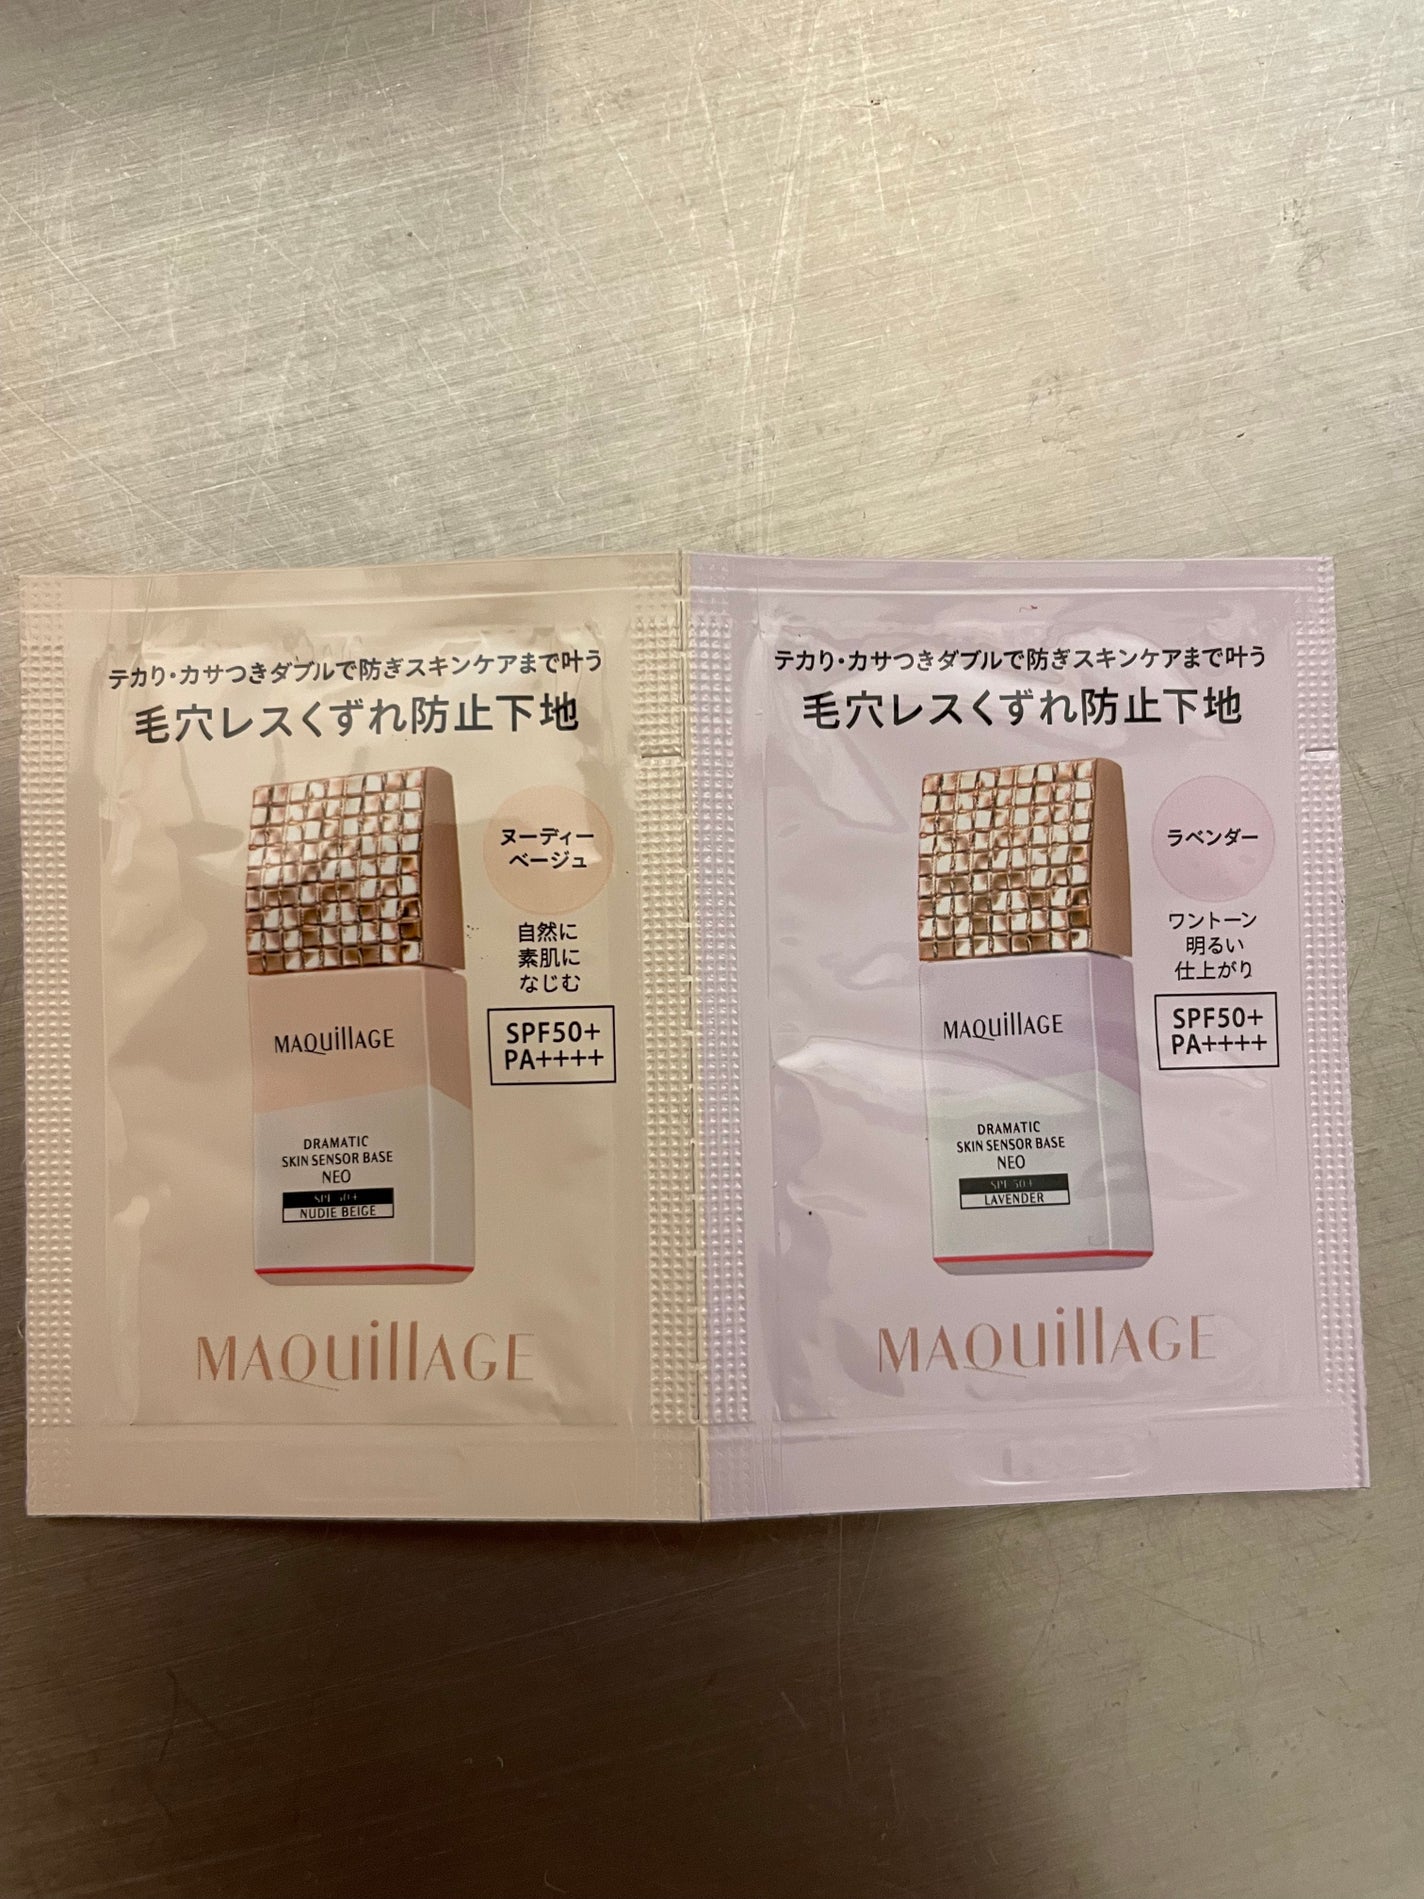 テカり・カサつきダブルで防ぎスキンケアまで叶う
毛穴レスくずれ防止下地
ヌーディー
ベージュ
自然に
素肌に
なじむ
SPF50+
PA++++
MAQuillAGE
DRAMATIC
SKIN SENSOR BASE
NEO
SPF 50+
NUDIE BEIGE
MAQuillAGE
テカり・カサつきダブルで防ぎスキンケアまで叶う
毛穴レスくずれ防止下地
ラベンダー
ワントーン
明るい
仕上がり
SPF50+
PA++++
MAQuillAGE
DRAMATIC
SKIN SENSOR BASE
NEO
SPF 50+
LAVENDER
MAQuillAGE